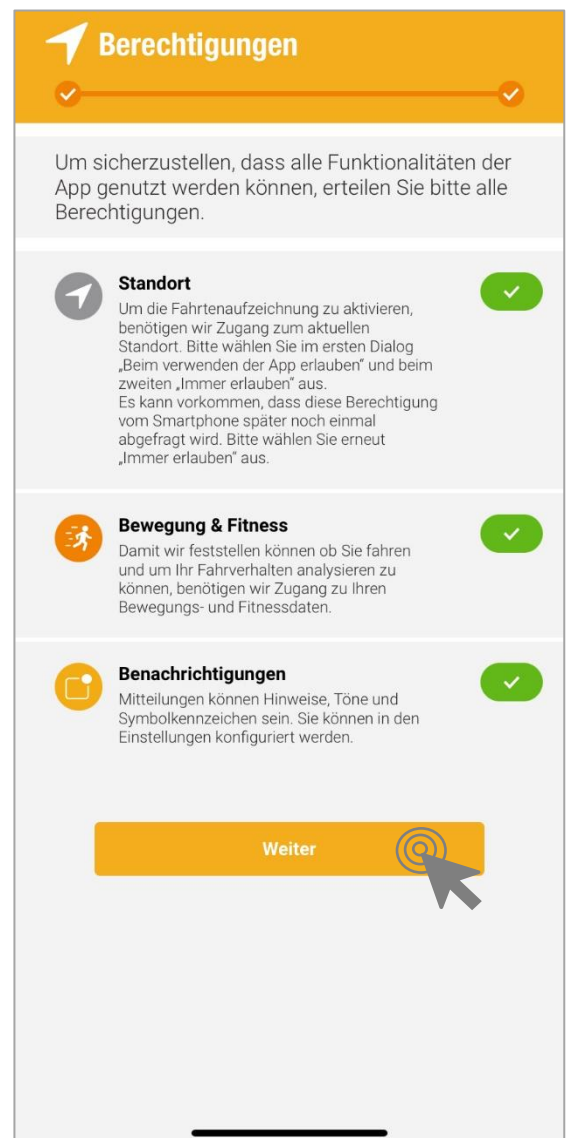 Berechtigungen
Um sicherzustellen, dass alle Funktionalitäten der
App genutzt werden können, erteilen Sie bitte alle
Berechtigungen.
Standort
Um die Fahrtenaufzeichnung zu aktivieren,
benötigen wir Zugang zum aktuellen
Standort. Bitte wählen Sie im ersten Dialog
„Beim verwenden der App erlauben“ und beim
zweiten „Immer erlauben“ aus.
Es kann vorkommen, dass diese Berechtigung
vom Smartphone später noch einmal
abgefragt wird. Bitte wählen Sie erneut
„Immer erlauben“ aus.
Bewegung & Fitness
Damit wir feststellen können ob Sie fahren
und um Ihr Fahrverhalten analysieren zu
können, benötigen wir Zugang zu Ihren
Bewegungs- und Fitnessdaten.
Benachrichtigungen
Mitteilungen können Hinweise, Töne und
Symbolkennzeichen sein. Sie können in den
Einstellungen konfiguriert werden.
Weiter